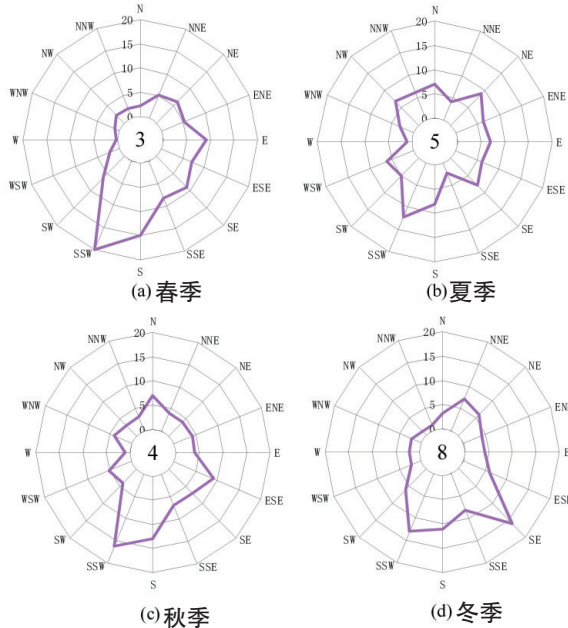 N
NNW 20 NNE
NW 15 NE
10
WNW 5 ENE
0
W 3 E
WSW ESE
SW SE
SSW SSE
S
(a) 春季
N
NNW 20 NNE
NW 15 NE
10
WNW 5 ENE
0
W 5 E
WSW ESE
SW SE
SSW SSE
S
(b) 夏季
N
NNW 20 NNE
NW 15 NE
10
WNW 5 ENE
0
W 4 E
WSW ESE
SW SE
SSW SSE
S
(c) 秋季
N
NNW 20 NNE
NW 15 NE
10
WNW 5 ENE
0
W 8 E
WSW ESE
SW SE
SSW SSE
S
(d) 冬季